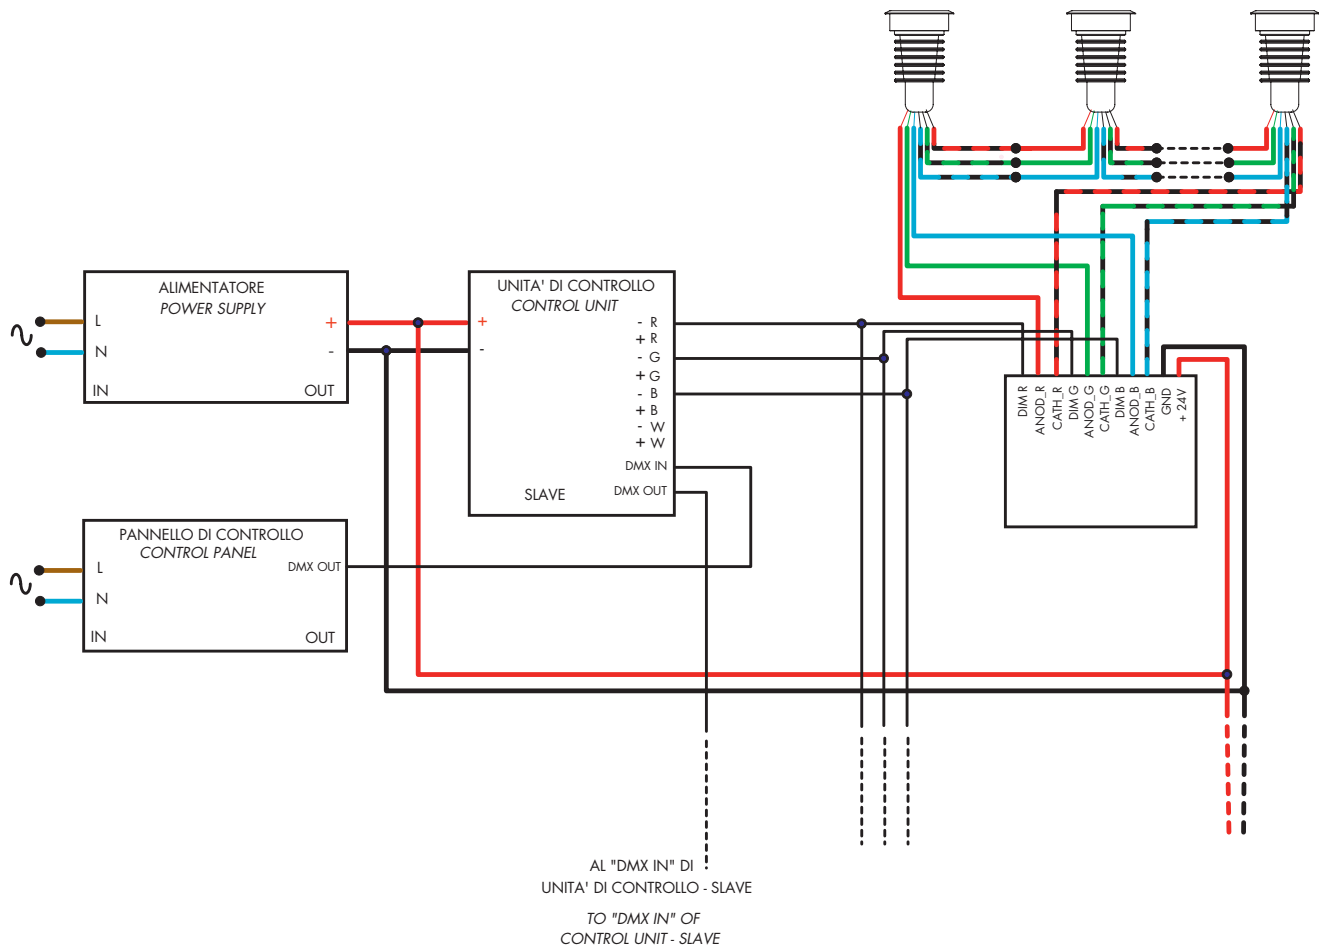 ALIMENTATORE
POWER SUPPLY
L
+
N
-
IN
OUT
UNITA' DI CONTROLLO
CONTROL UNIT
+
-
- R
+ R
- G
+ G
- B
+ B
- W
+ W
DMX IN
DMX OUT
SLAVE
DIM R
ANOD_R
CATH_R
DIM G
ANOD_G
CATH_G
DIM B
ANOD_B
CATH_B
GND
+ 24V
PANNELLO DI CONTROLLO
CONTROL PANEL
L
DMX OUT
N
IN
OUT
AL "DMX IN" DI
UNITA' DI CONTROLLO - SLAVE
TO "DMX IN" OF
CONTROL UNIT - SLAVE